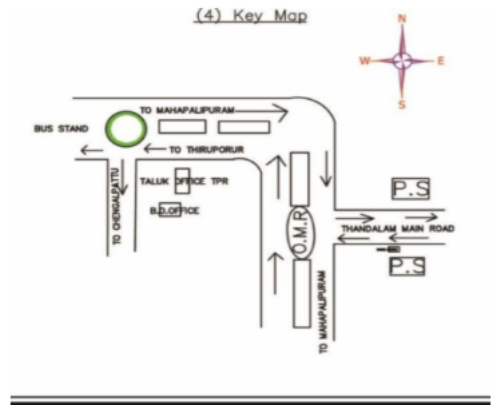 (4) Key Map
N
W
E
S
TO MAHAPALIPURAM
BUS STAND
TO THIRUPORUR
TALUK OFFICE TPR
B.D.OFFICE
TO CHENGALPATTU
P.S
O.M.R
THANDALAM MAIN ROAD
P.S
TO MAHAPALIPURAM